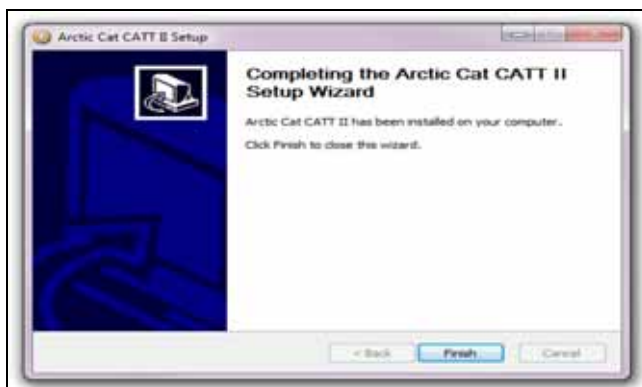 Arctic Cat CATT II Setup
Completing the Arctic Cat CATT II
Setup Wizard
Arctic Cat CATT II has been installed on your computer.
Click Finish to close this wizard.
< Back
Finish
Cancel